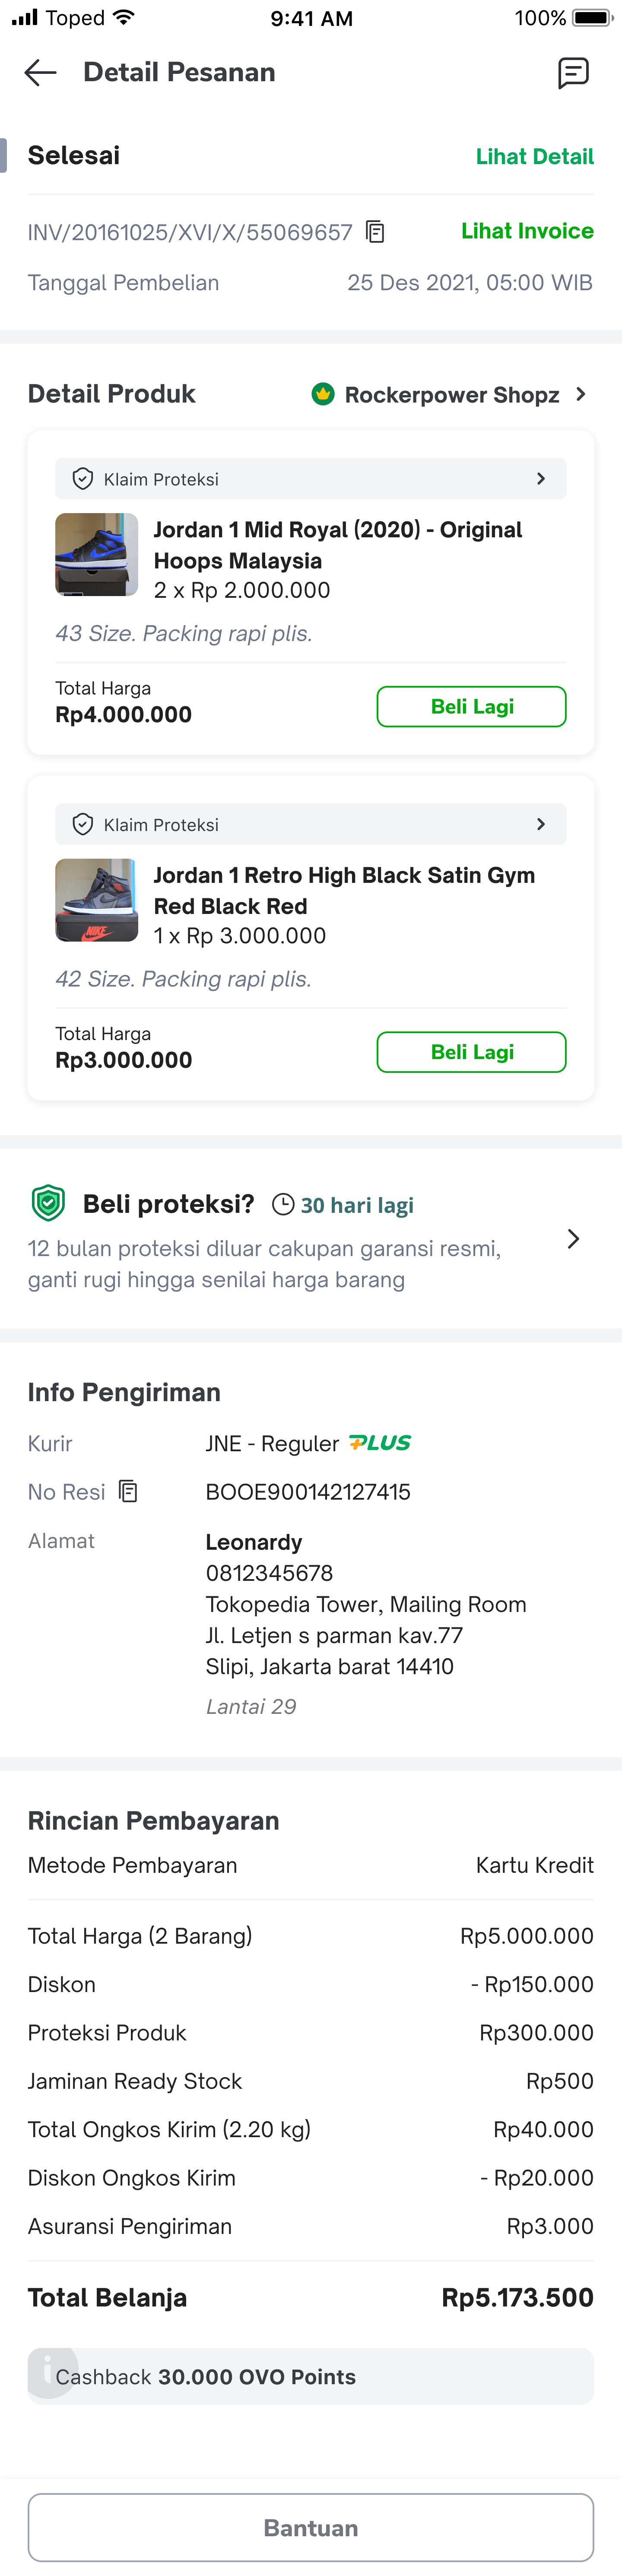 Toped 9:41 AM 100%
Detail Pesanan
Selesai Lihat Detail
INV/20161025/XVI/X/55069657 Lihat Invoice
Tanggal Pembelian 25 Des 2021, 05:00 WIB
Detail Produk Rockerpower Shopz
Klaim Proteksi
Jordan 1 Mid Royal (2020) - Original
Hoops Malaysia
2 x Rp 2.000.000
43 Size. Packing rapi plis.
Total Harga
Rp4.000.000 Beli Lagi
Klaim Proteksi
Jordan 1 Retro High Black Satin Gym
Red Black Red
NIKE
1 x Rp 3.000.000
42 Size. Packing rapi plis.
Total Harga
Rp3.000.000 Beli Lagi
Beli proteksi? 30 hari lagi
12 bulan proteksi diluar cakupan garansi resmi,
ganti rugi hingga senilai harga barang
Info Pengiriman
Kurir JNE - Reguler PLUS
No Resi BOOE900142127415
Alamat Leonardy
0812345678
Tokopedia Tower, Mailing Room
Jl. Letjen s parman kav.77
Slipi, Jakarta barat 14410
Lantai 29
Rincian Pembayaran
Metode Pembayaran Kartu Kredit
Total Harga (2 Barang) Rp5.000.000
Diskon - Rp150.000
Proteksi Produk Rp300.000
Jaminan Ready Stock Rp500
Total Ongkos Kirim (2.20 kg) Rp40.000
Diskon Ongkos Kirim - Rp20.000
Asuransi Pengiriman Rp3.000
Total Belanja Rp5.173.500
Cashback 30.000 OVO Points
Bantuan